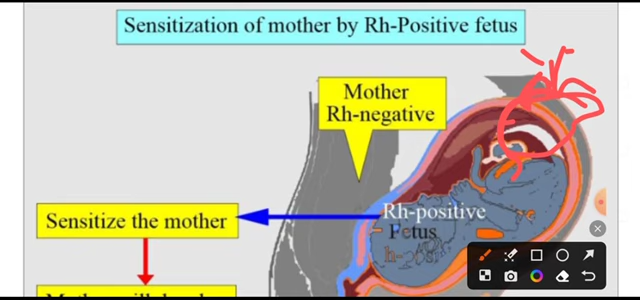 Sensitization of mother by Rh-Positive fetus
Mother
Rh-negative
Rh-positive
Fetus
Sensitize the mother